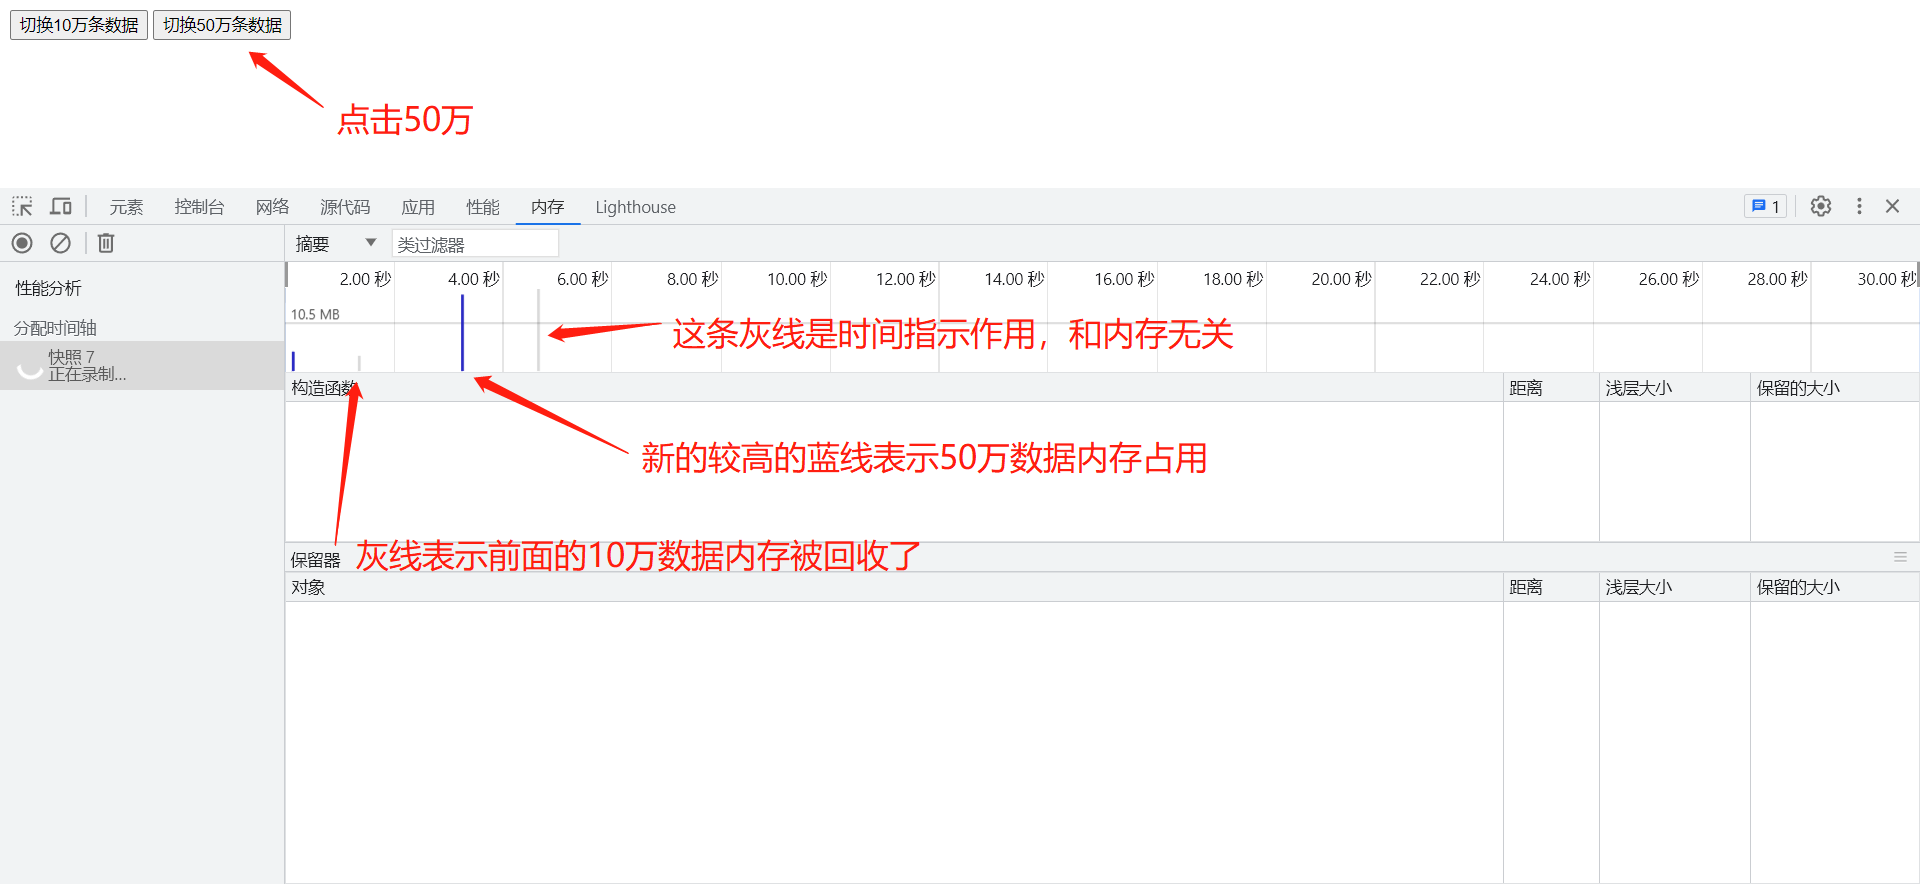 切换10万条数据 切换50万条数据
点击50万
元素 控制台 网络 源代码 应用 性能 内存 Lighthouse 1
摘要 类过滤器
性能分析
分配时间轴
快照 7
正在录制...
2.00 秒 4.00 秒 6.00 秒 8.00 秒 10.00 秒 12.00 秒 14.00 秒 16.00 秒 18.00 秒 20.00 秒 22.00 秒 24.00 秒 26.00 秒 28.00 秒 30.00 秒
10.5 MB
这条灰线是时间指示作用，和内存无关
构造函数 距离 浅层大小 保留的大小
新的较高的蓝线表示50万数据内存占用
灰线表示前面的10万数据内存被回收了
保留器
对象 距离 浅层大小 保留的大小